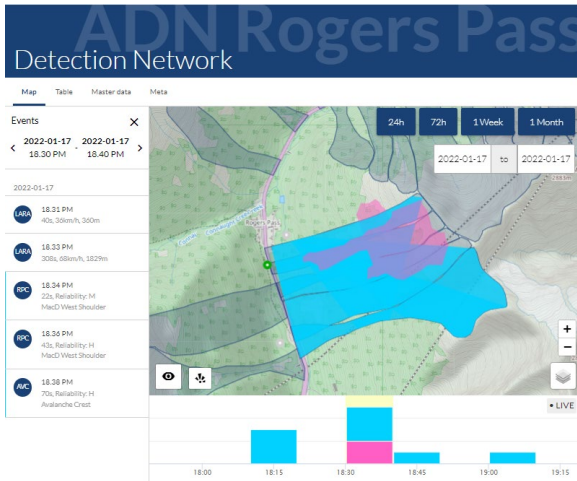 ADN Rogers Pass
Detection Network
Map Table Master data Meta
Events
2022-01-17 - 2022-01-17
18.30 PM 18.40 PM
2022-01-17
LARA 18.31 PM
40s, 36km/h, 360m
LARA 18.33 PM
308s, 68km/h, 1829m
RPC 18.34 PM
22s, Reliability: M
MacD West Shoulder
RPC 18.36 PM
43s, Reliability: H
MacD West Shoulder
AVC 18.38 PM
70s, Reliability: H
Avalanche Crest
24h 72h 1 Week 1 Month
2022-01-17 to 2022-01-17
Rogers Pass
+
−
• LIVE
18:00 18:15 18:30 18:45 19:00 19:15